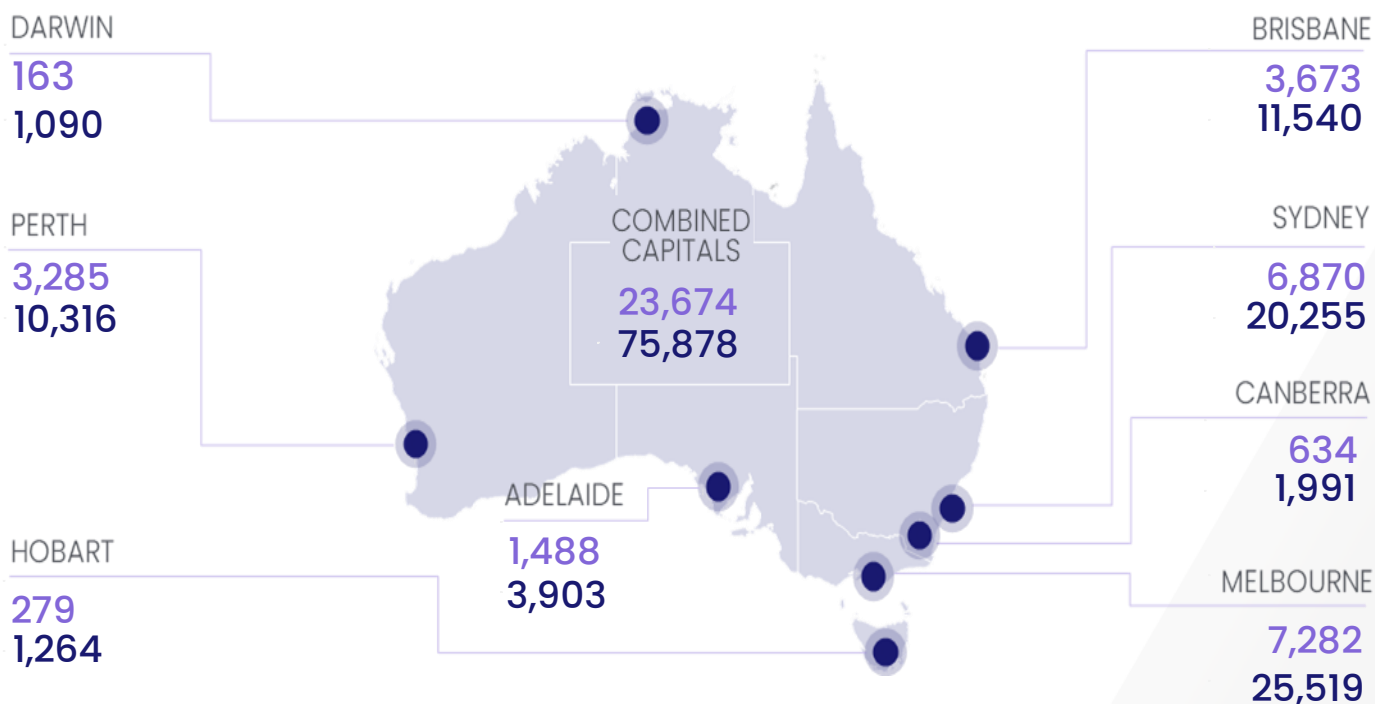 DARWIN
163
1,090
PERTH
3,285
10,316
HOBART
279
1,264
COMBINED
CAPITALS
23,674
75,878
ADELAIDE
1,488
3,903
BRISBANE
3,673
11,540
SYDNEY
6,870
20,255
CANBERRA
634
1,991
MELBOURNE
7,282
25,519